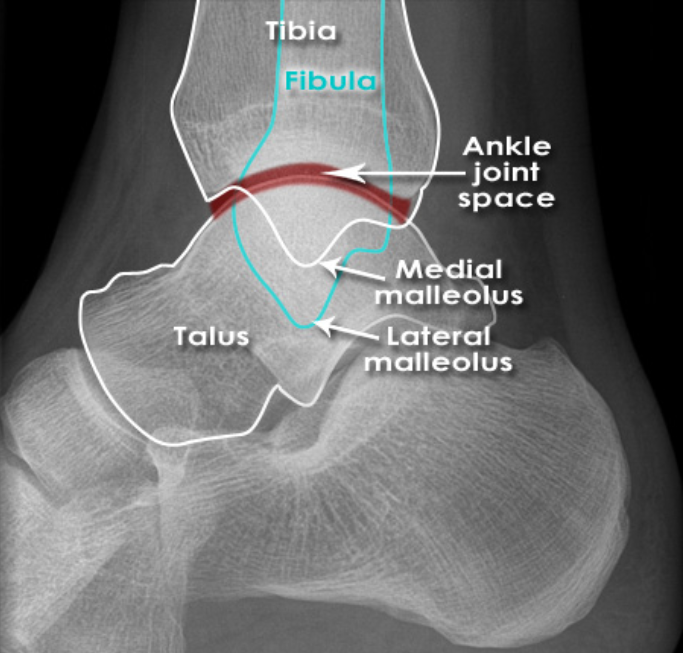 Tibia
Fibula
Ankle
joint
space
Medial
malleolus
Talus
Lateral
malleolus